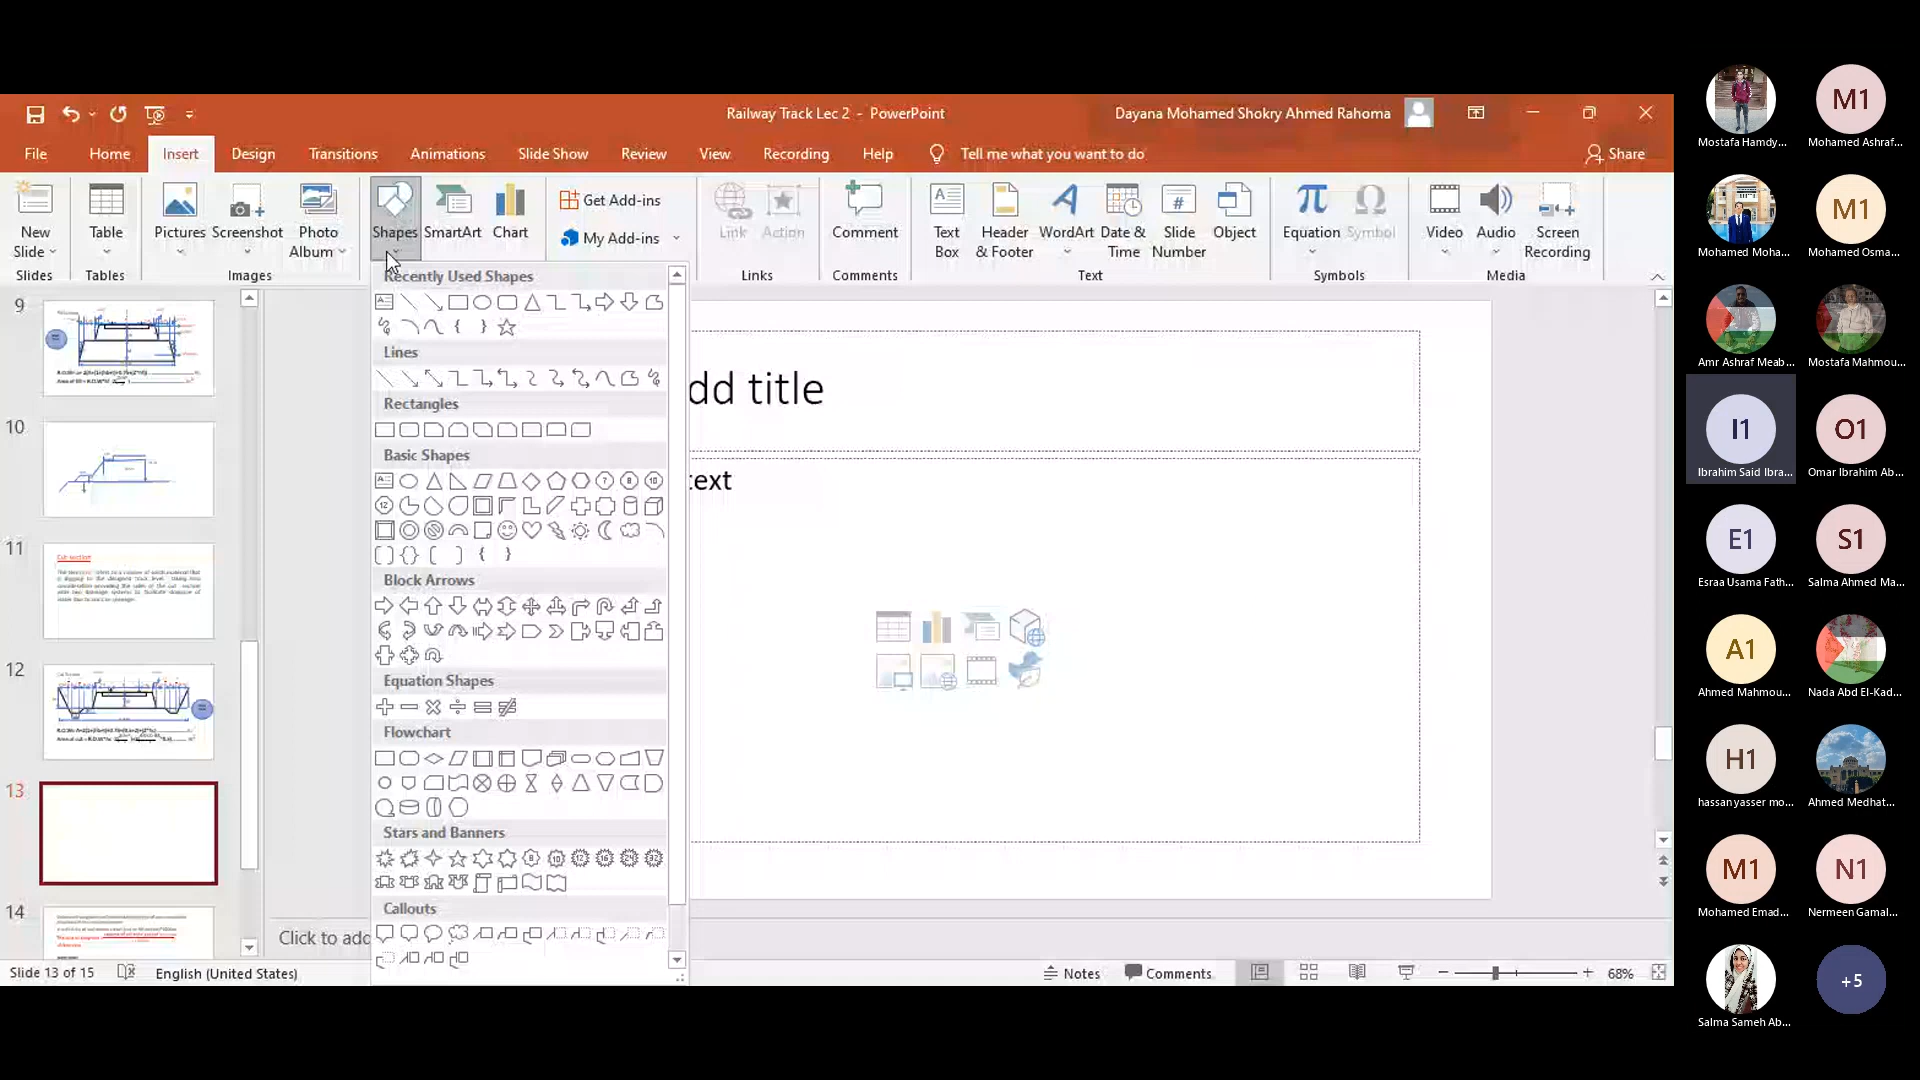 Railway Track Lec 2 - PowerPoint
Dayana Mohamed Shokry Ahmed Rahoma
File Home Insert Design Transitions Animations Slide Show Review View Recording Help Tell me what you want to do Share
New Slide
Table
Pictures
Screenshot
Photo Album
Shapes
SmartArt
Chart
Get Add-ins
My Add-ins
Link
Action
Comment
Text Box
Header & Footer
WordArt
Date & Time
Slide Number
Object
Equation
Symbol
Video
Audio
Screen Recording
Slides Tables Images Links Comments Text Symbols Media
Recently Used Shapes
Lines
Rectangles
Basic Shapes
Block Arrows
Equation Shapes
Flowchart
Stars and Banners
Callouts
9
10
11
Cut section
12
13
14
dd title
text
Click to add
Slide 13 of 15
English (United States)
Notes
Comments
68%
Mostafa Hamdy...
M1
Mohamed Ashraf...
Mohamed Moha...
M1
Mohamed Osma...
Amr Ashraf Meab...
Mostafa Mahmou...
I1
Ibrahim Said Ibra...
O1
Omar Ibrahim Ab...
E1
Esraa Usama Fath...
S1
Salma Ahmed Ma...
A1
Ahmed Mahmou...
Nada Abd El-Kad...
H1
hassan yasser mo...
Ahmed Medhat...
M1
Mohamed Emad...
N1
Nermeen Gamal...
Salma Sameh Ab...
+5